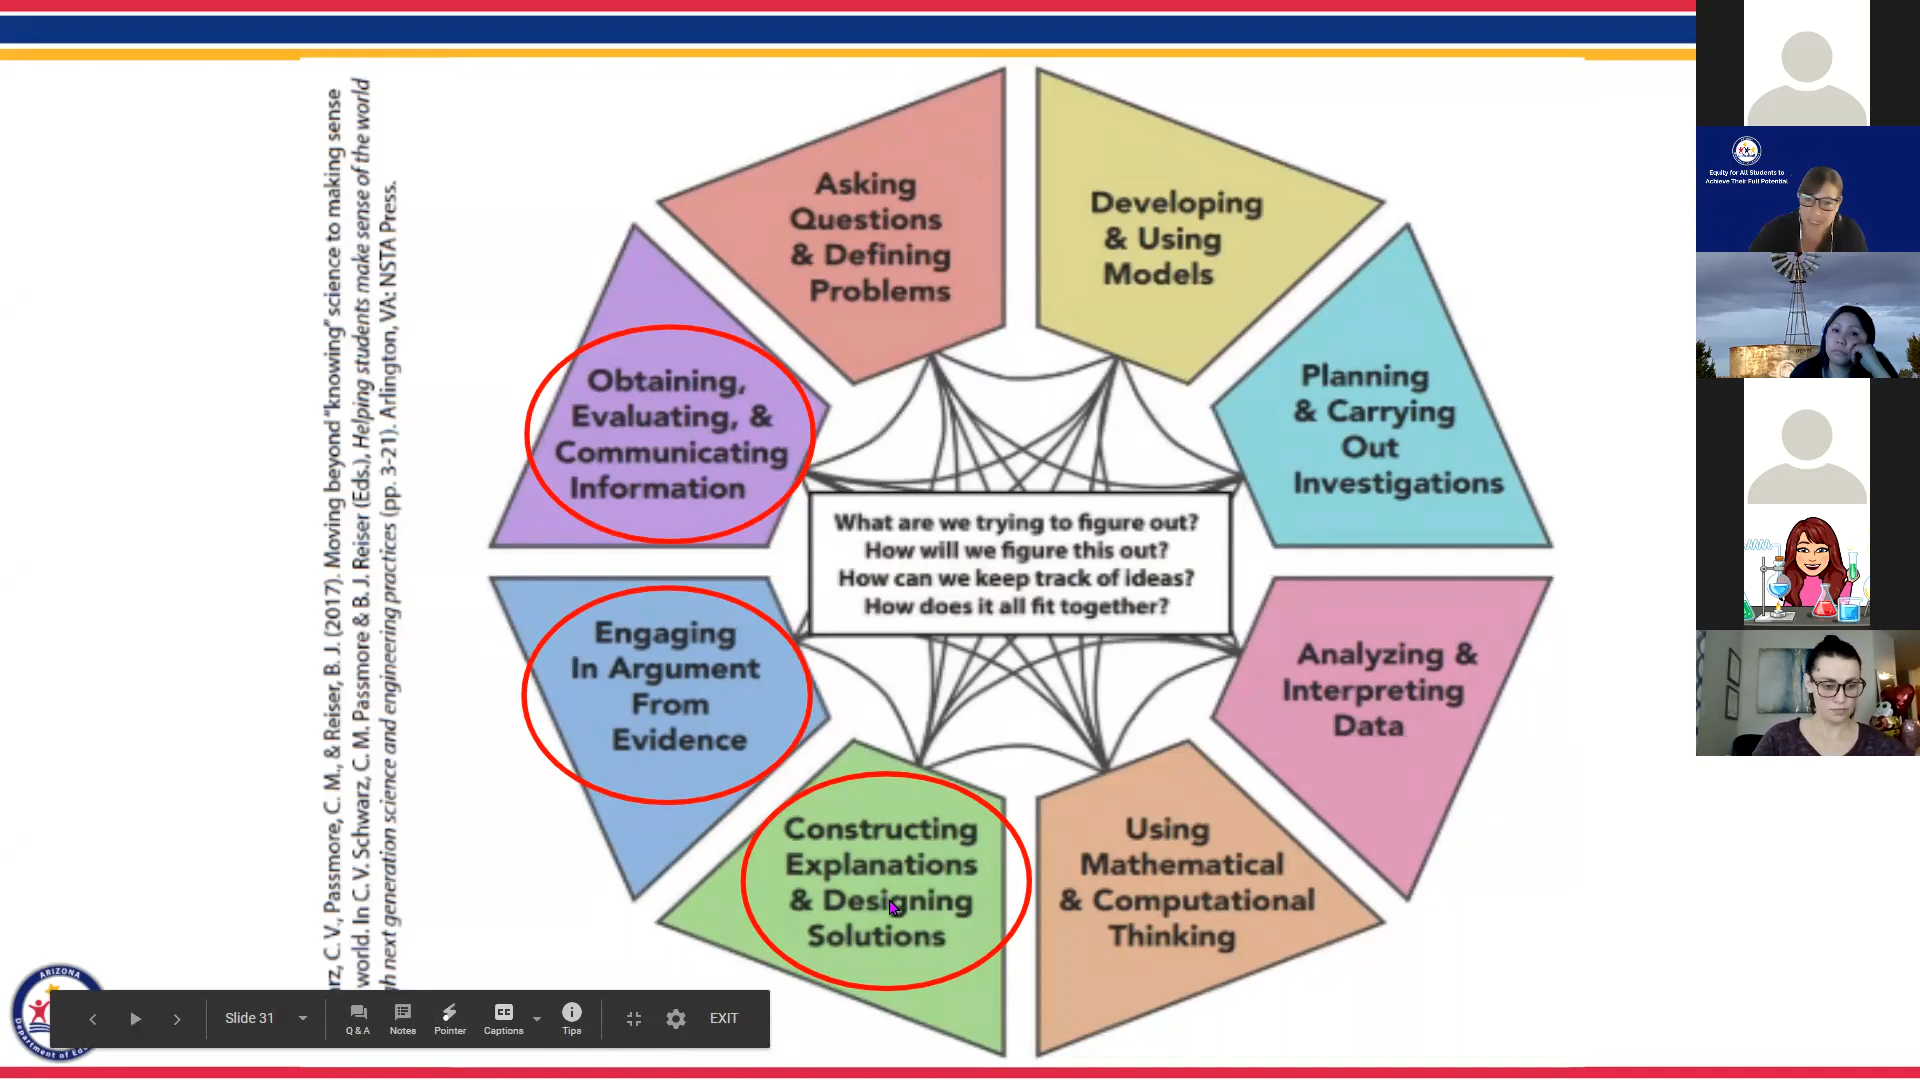 Asking
Questions
& Defining
Problems
Developing
& Using
Models
Planning
& Carrying
Out
Investigations
Analyzing &
Interpreting
Data
Using
Mathematical
& Computational
Thinking
Constructing
Explanations
& Designing
Solutions
Engaging
In Argument
From
Evidence
Obtaining,
Evaluating, &
Communicating
Information
What are we trying to figure out?
How will we figure this out?
How can we keep track of ideas?
How does it all fit together?
rz, C. V., Passmore, C. M., & Reiser, B. J. (2017). Moving beyond "knowing" science to making sense
world. In C. V. Schwarz, C. M. Passmore & B. J. Reiser (Eds.), Helping students make sense of the world
next generation science and engineering practices (pp. 3-21). Arlington, VA: NSTA Press.
ARIZONA
Department of
Slide 31
Q & A
Notes
Pointer
Captions
Tips
EXIT
Equity for All Students to
Achieve Their Full Potential